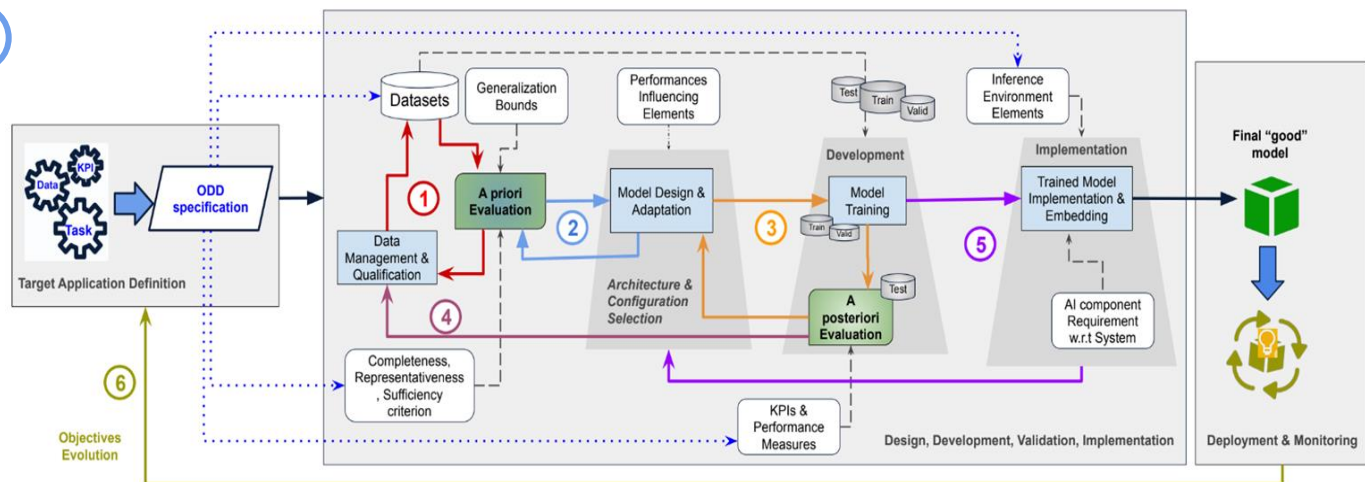 Data
KPI
Task
ODD
specification
Target Application Definition
Datasets
Generalization
Bounds
Performances
Influencing
Elements
Test
Train
Valid
Inference
Environment
Elements
1
A priori
Evaluation
2
Model Design &
Adaptation
3
Development
Model
Training
Train
Valid
5
Implementation
Trained Model
Implementation &
Embedding
Data
Management &
Qualification
4
Architecture &
Configuration
Selection
A
posteriori
Evaluation
Test
AI component
Requirement
w.r.t System
Completeness,
Representativeness
, Sufficiency
criterion
KPIs &
Performance
Measures
Design, Development, Validation, Implementation
Final “good”
model
Deployment & Monitoring
6
Objectives
Evolution